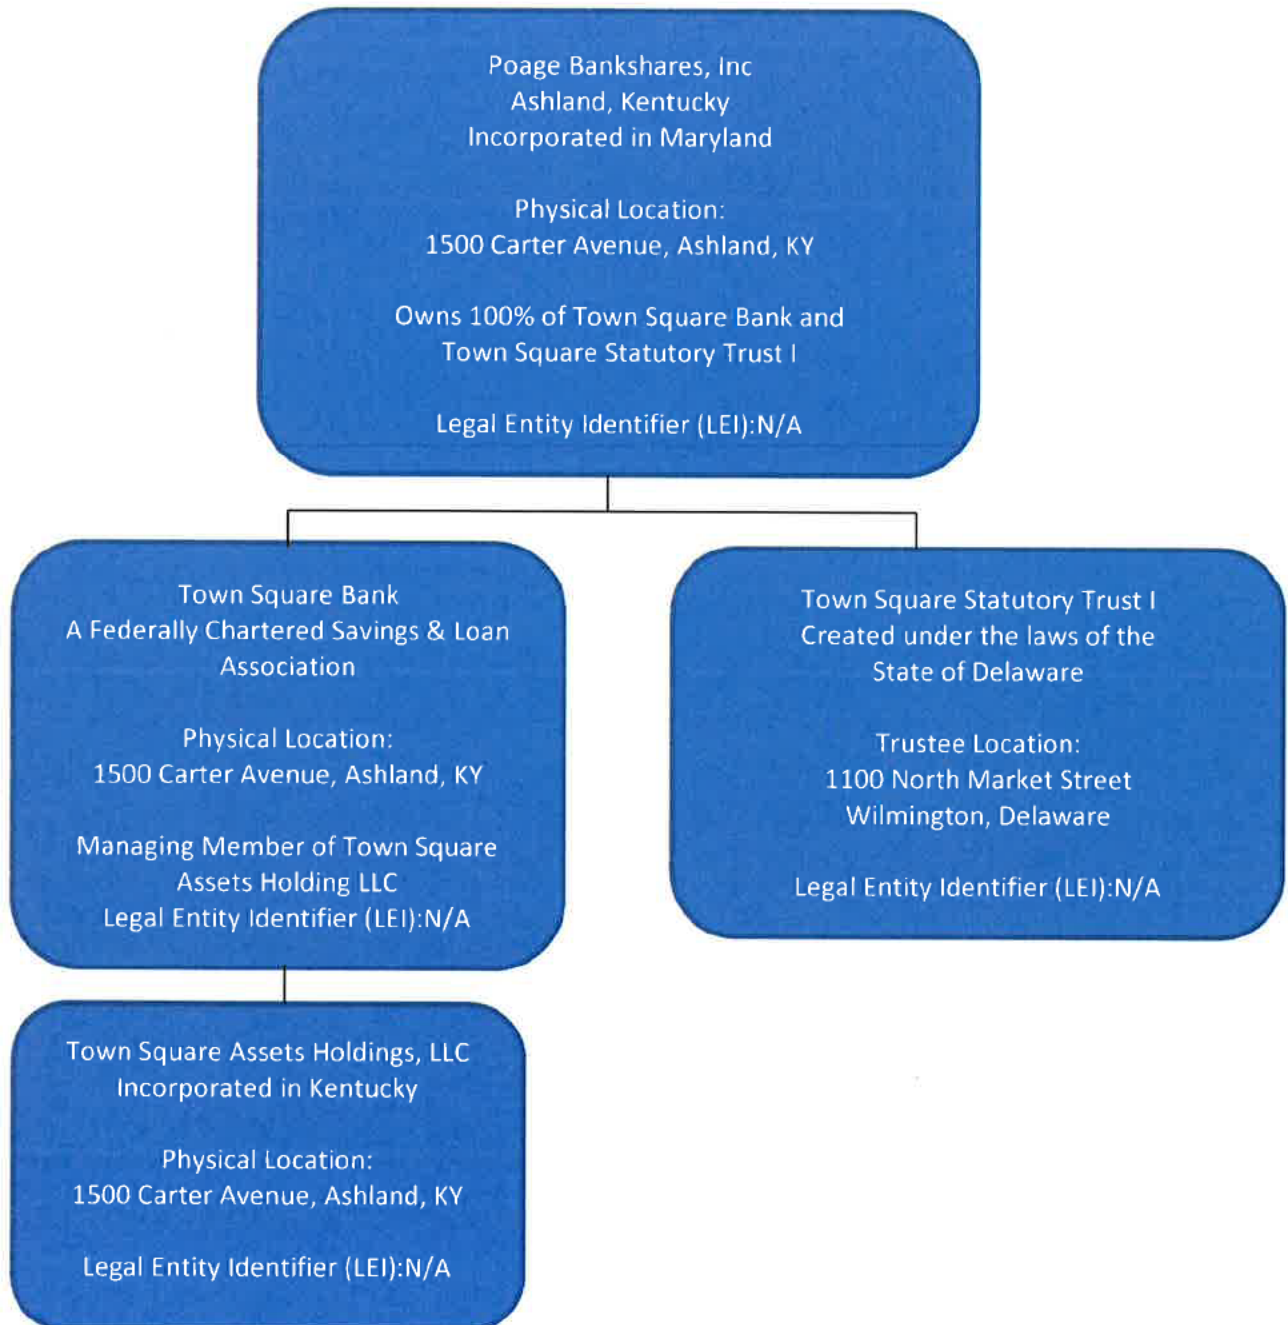 Poage Bankshares, Inc
Ashland, Kentucky
Incorporated in Maryland
Physical Location:
1500 Carter Avenue, Ashland, KY
Owns 100% of Town Square Bank and
Town Square Statutory Trust I
Legal Entity Identifier (LEI):N/A
Town Square Bank
A Federally Chartered Savings & Loan
Association
Physical Location:
1500 Carter Avenue, Ashland, KY
Managing Member of Town Square
Assets Holding LLC
Legal Entity Identifier (LEI):N/A
Town Square Statutory Trust I
Created under the laws of the
State of Delaware
Trustee Location:
1100 North Market Street
Wilmington, Delaware
Legal Entity Identifier (LEI):N/A
Town Square Assets Holdings, LLC
Incorporated in Kentucky
Physical Location:
1500 Carter Avenue, Ashland, KY
Legal Entity Identifier (LEI):N/A